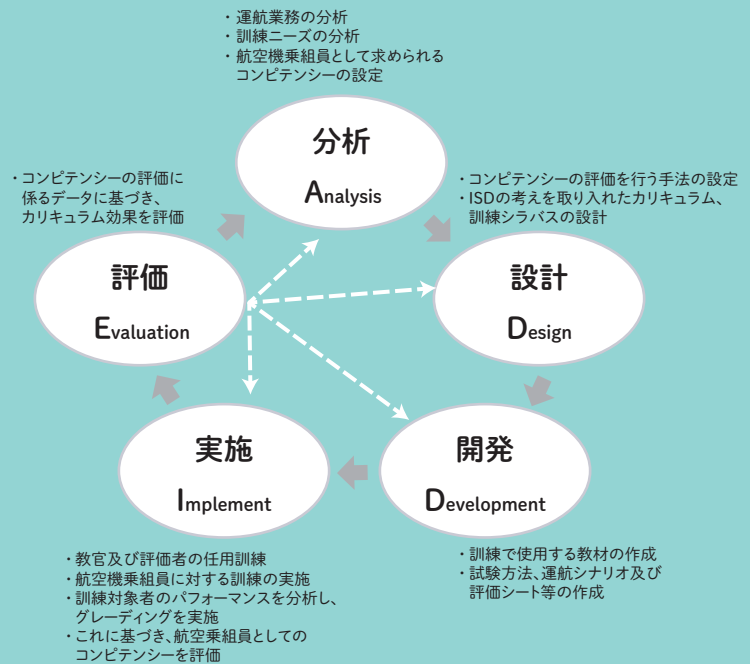 ・運航業務の分析
・訓練ニーズの分析
・航空機乗組員として求められる
コンピテンシーの設定
分析
Analysis
・コンピテンシーの評価に
係るデータに基づき、
カリキュラム効果を評価
・コンピテンシーの評価を行う手法の設定
・ISDの考えを取り入れたカリキュラム、
訓練シラバスの設計
評価
Evaluation
設計
Design
実施
Implement
開発
Development
・教官及び評価者の任用訓練
・航空機乗組員に対する訓練の実施
・訓練対象者のパフォーマンスを分析し、
グレーディングを実施
・これに基づき、航空乗組員としての
コンピテンシーを評価
・訓練で使用する教材の作成
・試験方法、運航シナリオ及び
評価シート等の作成